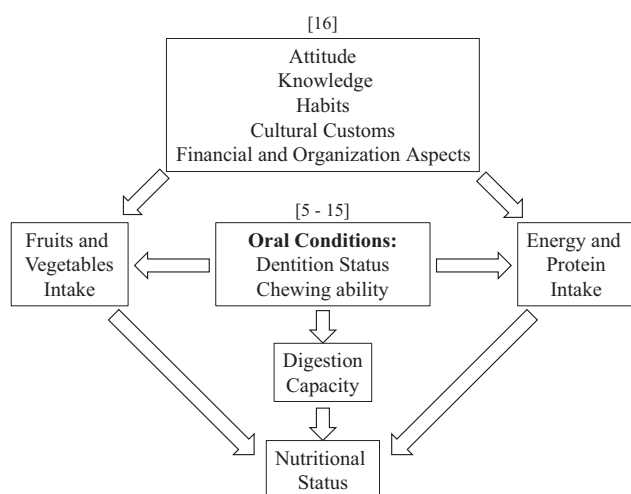 [16]
Attitude
Knowledge
Habits
Cultural Customs
Financial and Organization Aspects
[5 - 15]
Fruits and
Vegetables
Intake
Oral Conditions:
Dentition Status
Chewing ability
Energy and
Protein
Intake
Digestion
Capacity
Nutritional
Status